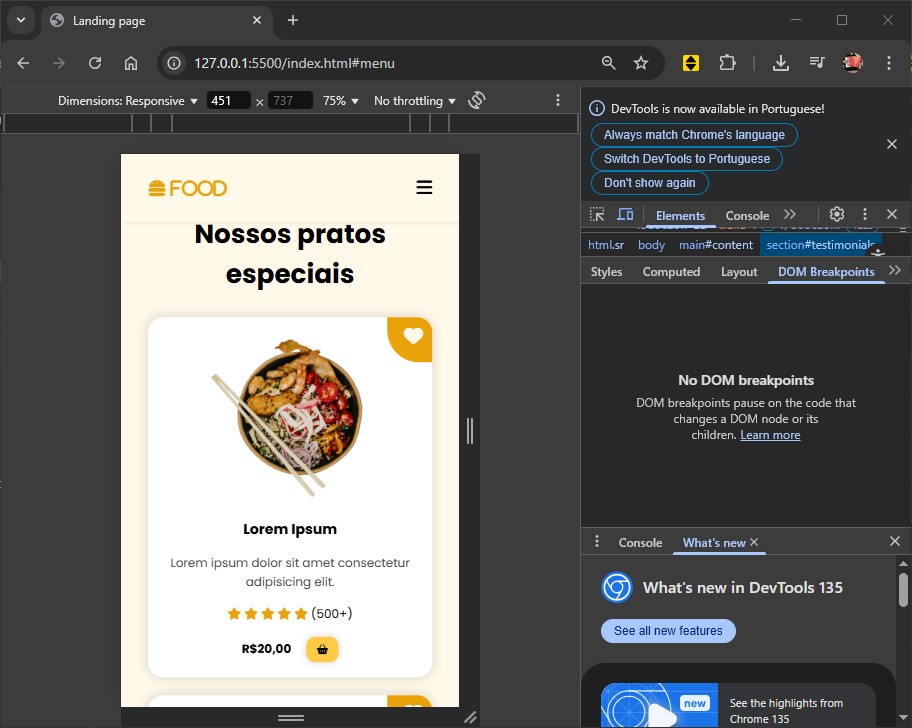 Landing page
127.0.0.1:5500/index.html#menu
Dimensions: Responsive 451 × 737 75% No throttling
DevTools is now available in Portuguese!
Always match Chrome's language
Switch DevTools to Portuguese
Don't show again
Elements Console
html.sr body main#content section#testimonials
Styles Computed Layout DOM Breakpoints
No DOM breakpoints
DOM breakpoints pause on the code that
changes a DOM node or its
children. Learn more
Console What's new
What's new in DevTools 135
See all new features
new
See the highlights from
Chrome 135
FOOD
Nossos pratos
especiais
Lorem Ipsum
Lorem ipsum dolor sit amet consectetur
adipisicing elit.
(500+)
R$20,00